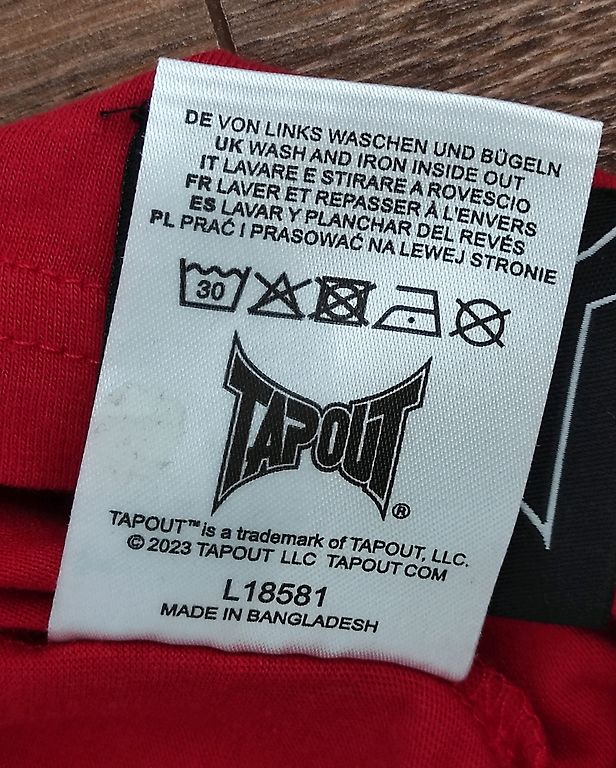 DE VON LINKS WASCHEN UND BÜGELN
UK WASH AND IRON INSIDE OUT
IT LAVARE E STIRARE A ROVESCIO
FR LAVER ET REPASSER À L'ENVERS
ES LAVAR Y PLANCHAR DEL REVÉS
PL PRAĆ I PRASOWAĆ NA LEWEJ STRONIE
30
TAPOUT®
TAPOUT™ is a trademark of TAPOUT, LLC.
© 2023 TAPOUT LLC TAPOUT.COM
L18581
MADE IN BANGLADESH